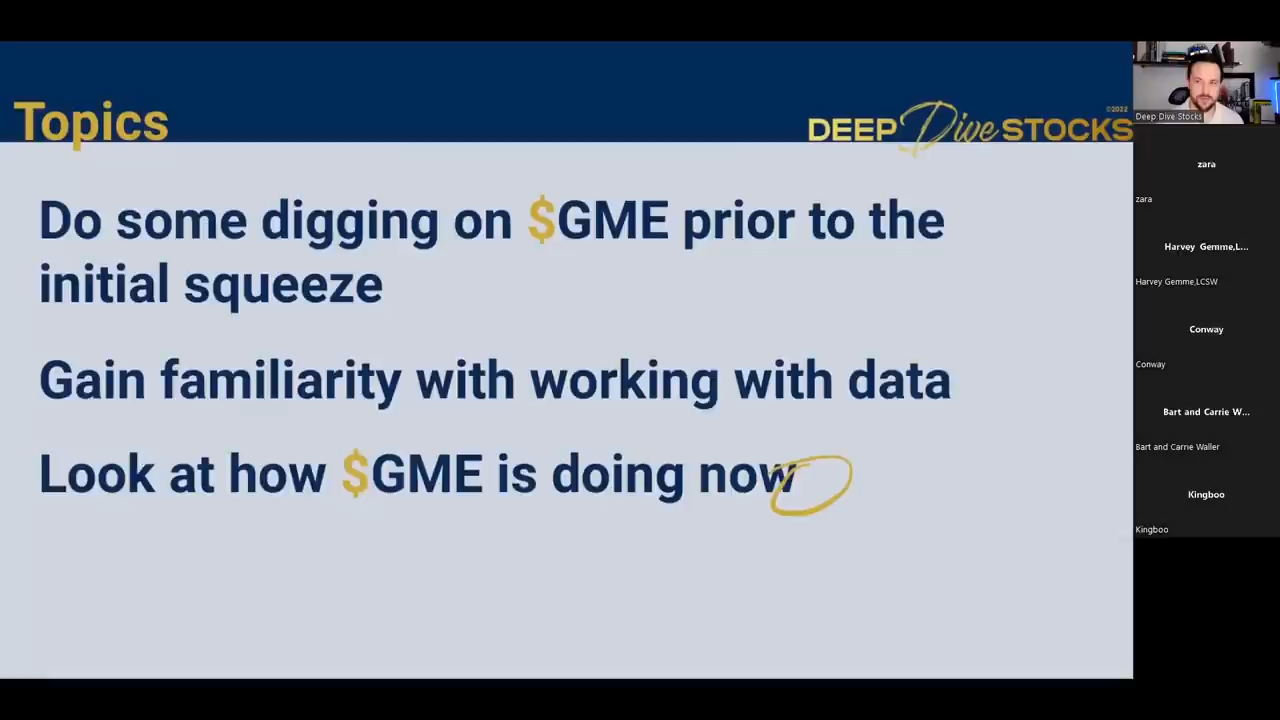 Topics
©2022
DEEP Dive STOCKS
Do some digging on $GME prior to the
initial squeeze
Gain familiarity with working with data
Look at how $GME is doing now
Deep Dive Stocks
zara
zara
Harvey Gemme,L...
Harvey Gemme,LCSW
Conway
Conway
Bart and Carrie W...
Bart and Carrie Waller
Kingboo
Kingboo